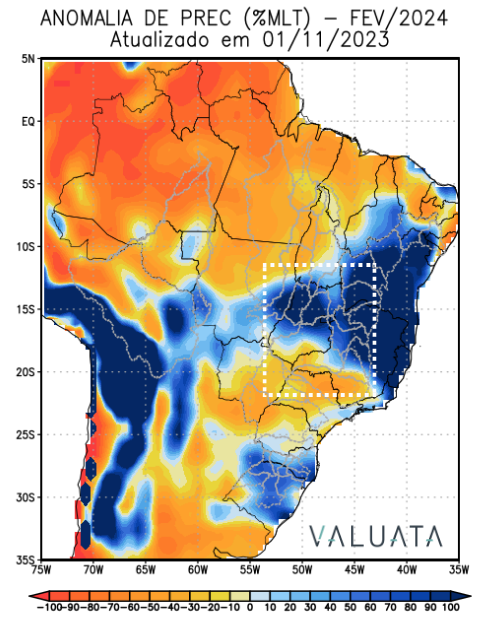 ANOMALIA DE PREC (%MLT) – FEV/2024
Atualizado em 01/11/2023
5N
EQ
5S
10S
15S
20S
25S
30S
35S
VALUATA
75W 70W 65W 60W 55W 50W 45W 40W 35W
-100 -90 -80 -70 -60 -50 -40 -30 -20 -10 0 10 20 30 40 50 60 70 80 90 100